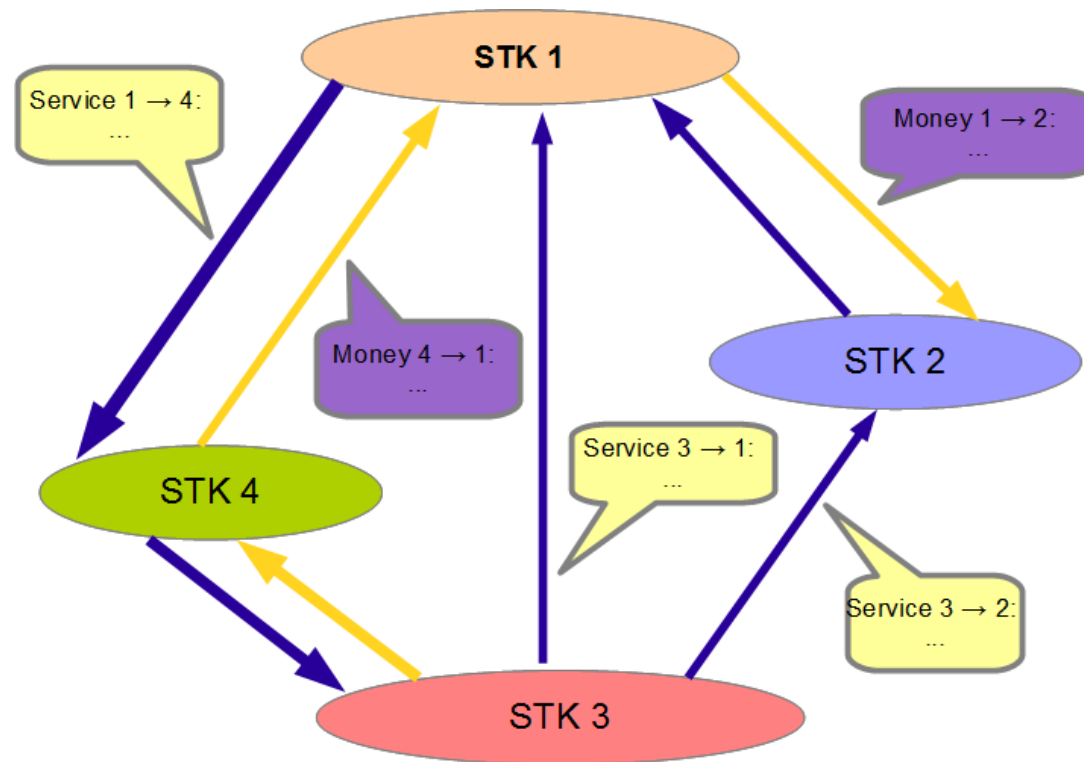 STK 1
Service 1 → 4:
...
Money 1 → 2:
...
Money 4 → 1:
...
STK 2
Service 3 → 1:
...
STK 4
Service 3 → 2:
...
STK 3